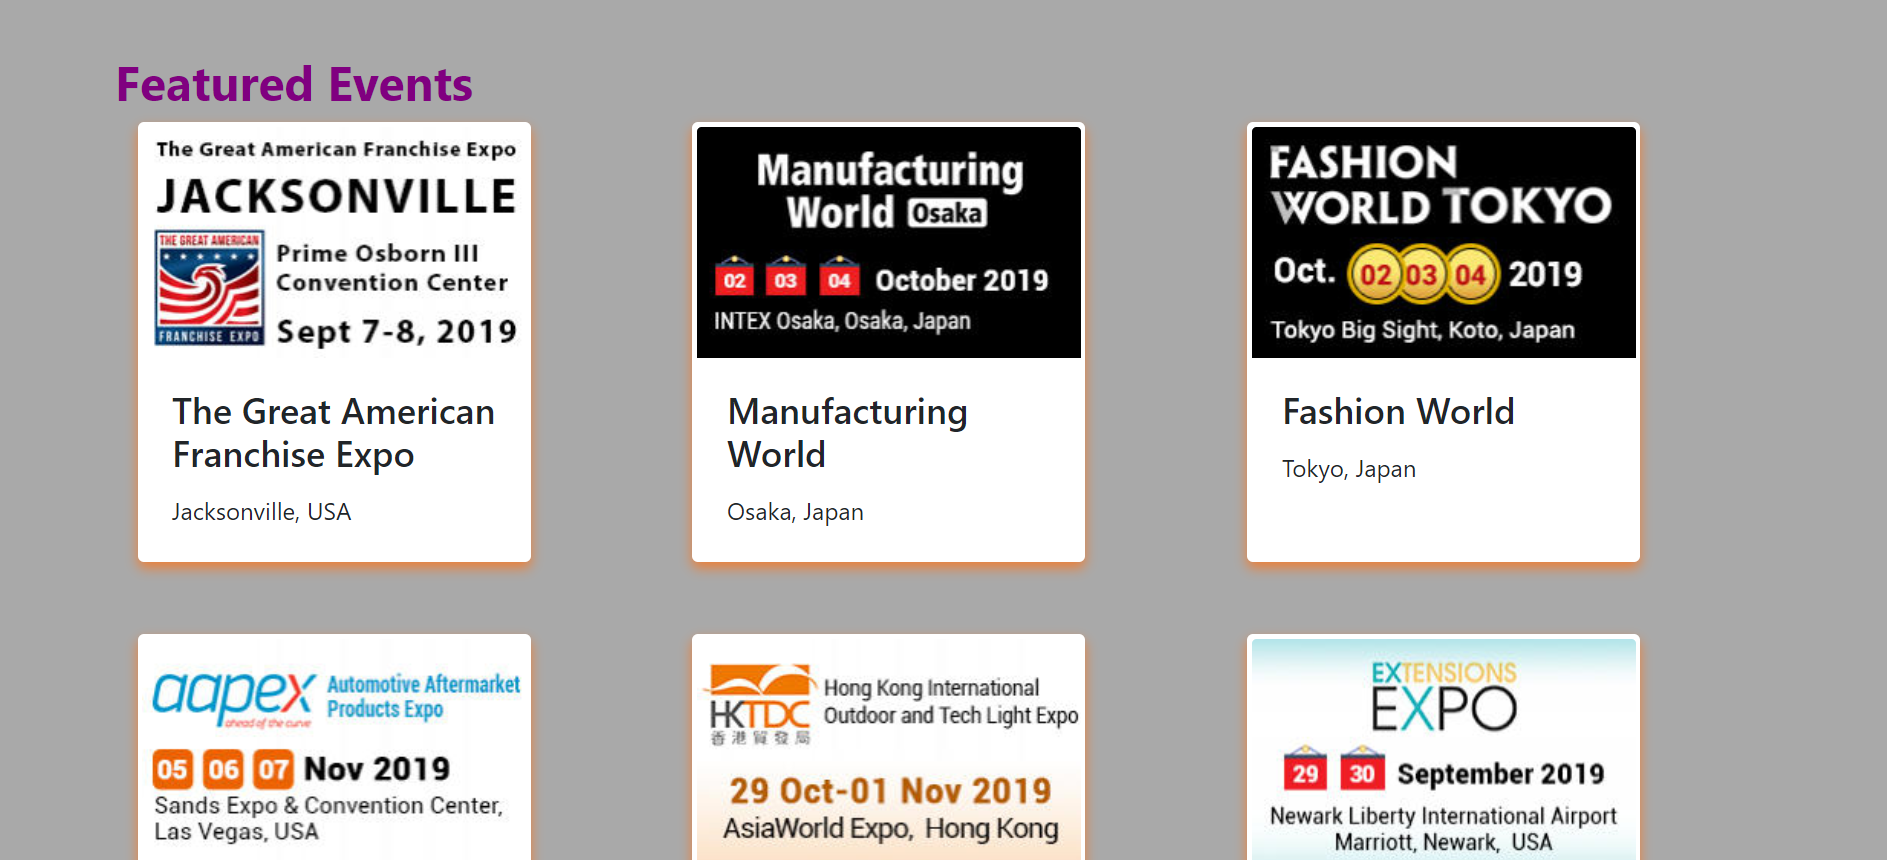 Featured Events
The Great American Franchise Expo
JACKSONVILLE
THE GREAT AMERICAN
FRANCHISE EXPO
Prime Osborn III
Convention Center
Sept 7-8, 2019
The Great American
Franchise Expo
Jacksonville, USA
Manufacturing
World Osaka
02 03 04 October 2019
INTEX Osaka, Osaka, Japan
Manufacturing
World
Osaka, Japan
FASHION
WORLD TOKYO
Oct. 02 03 04 2019
Tokyo Big Sight, Koto, Japan
Fashion World
Tokyo, Japan
aapex
ahead of the curve
Automotive Aftermarket
Products Expo
05 06 07 Nov 2019
Sands Expo & Convention Center,
Las Vegas, USA
HKTDC
香港貿發局
Hong Kong International
Outdoor and Tech Light Expo
29 Oct-01 Nov 2019
AsiaWorld Expo, Hong Kong
EXTENSIONS
EXPO
29 30 September 2019
Newark Liberty International Airport
Marriott, Newark, USA